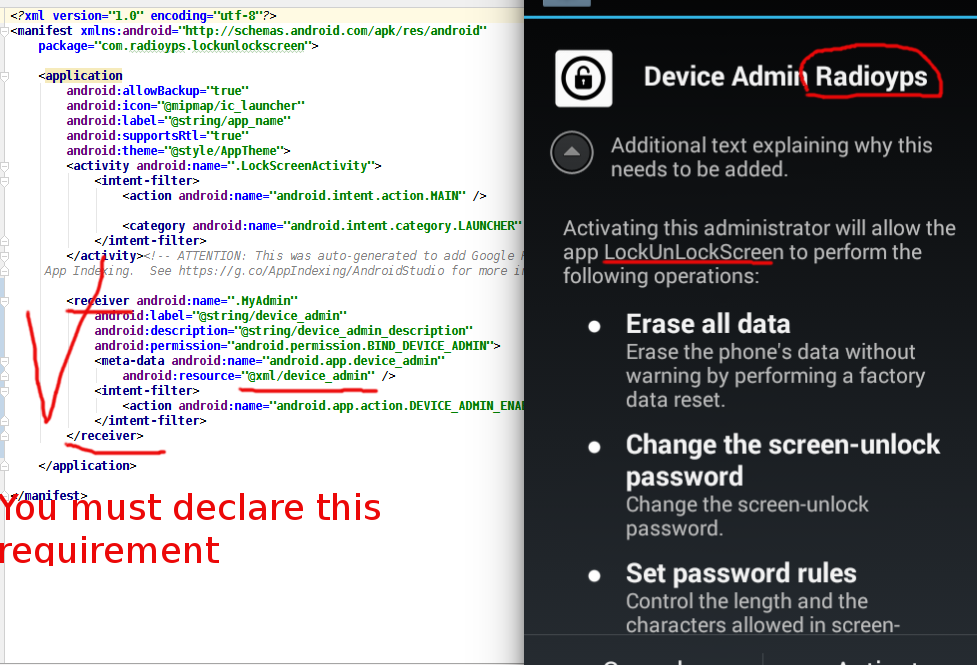 <?xml version="1.0" encoding="utf-8"?>
<manifest xmlns:android="http://schemas.android.com/apk/res/android"
package="com.radioyps.lockunlockscreen">
<application
android:allowBackup="true"
android:icon="@mipmap/ic_launcher"
android:label="@string/app_name"
android:supportsRtl="true"
android:theme="@style/AppTheme">
<activity android:name=".LockScreenActivity">
<intent-filter>
<action android:name="android.intent.action.MAIN" />
<category android:name="android.intent.category.LAUNCHER"
</intent-filter>
</activity><!-- ATTENTION: This was auto-generated to add Google
App Indexing. See https://g.co/AppIndexing/AndroidStudio for more
<receiver android:name=".MyAdmin"
android:label="@string/device_admin"
android:description="@string/device_admin_description"
android:permission="android.permission.BIND_DEVICE_ADMIN">
<meta-data android:name="android.app.device_admin"
android:resource="@xml/device_admin" />
<intent-filter>
<action android:name="android.app.action.DEVICE_ADMIN_ENA
</intent-filter>
</receiver>
</application>
</manifest>
You must declare this
requirement
Device Admin Radioyps
Additional text explaining why this
needs to be added.
Activating this administrator will allow the
app LockUnLockScreen to perform the
following operations:
● Erase all data
Erase the phone's data without
warning by performing a factory
data reset.
● Change the screen-unlock
password
Change the screen-unlock
password.
● Set password rules
Control the length and the
characters allowed in screen-